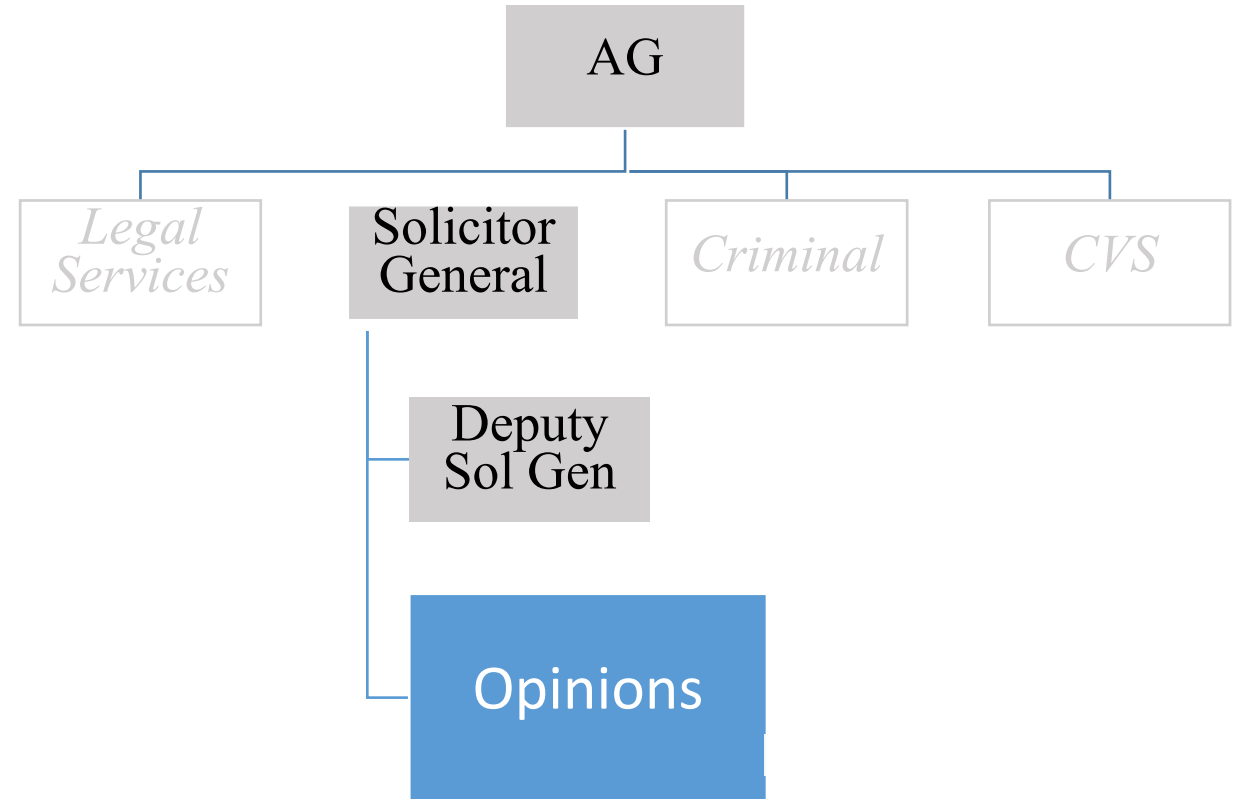 AG
Legal
Services
Solicitor
General
Criminal
CVS
Deputy
Sol Gen
Opinions